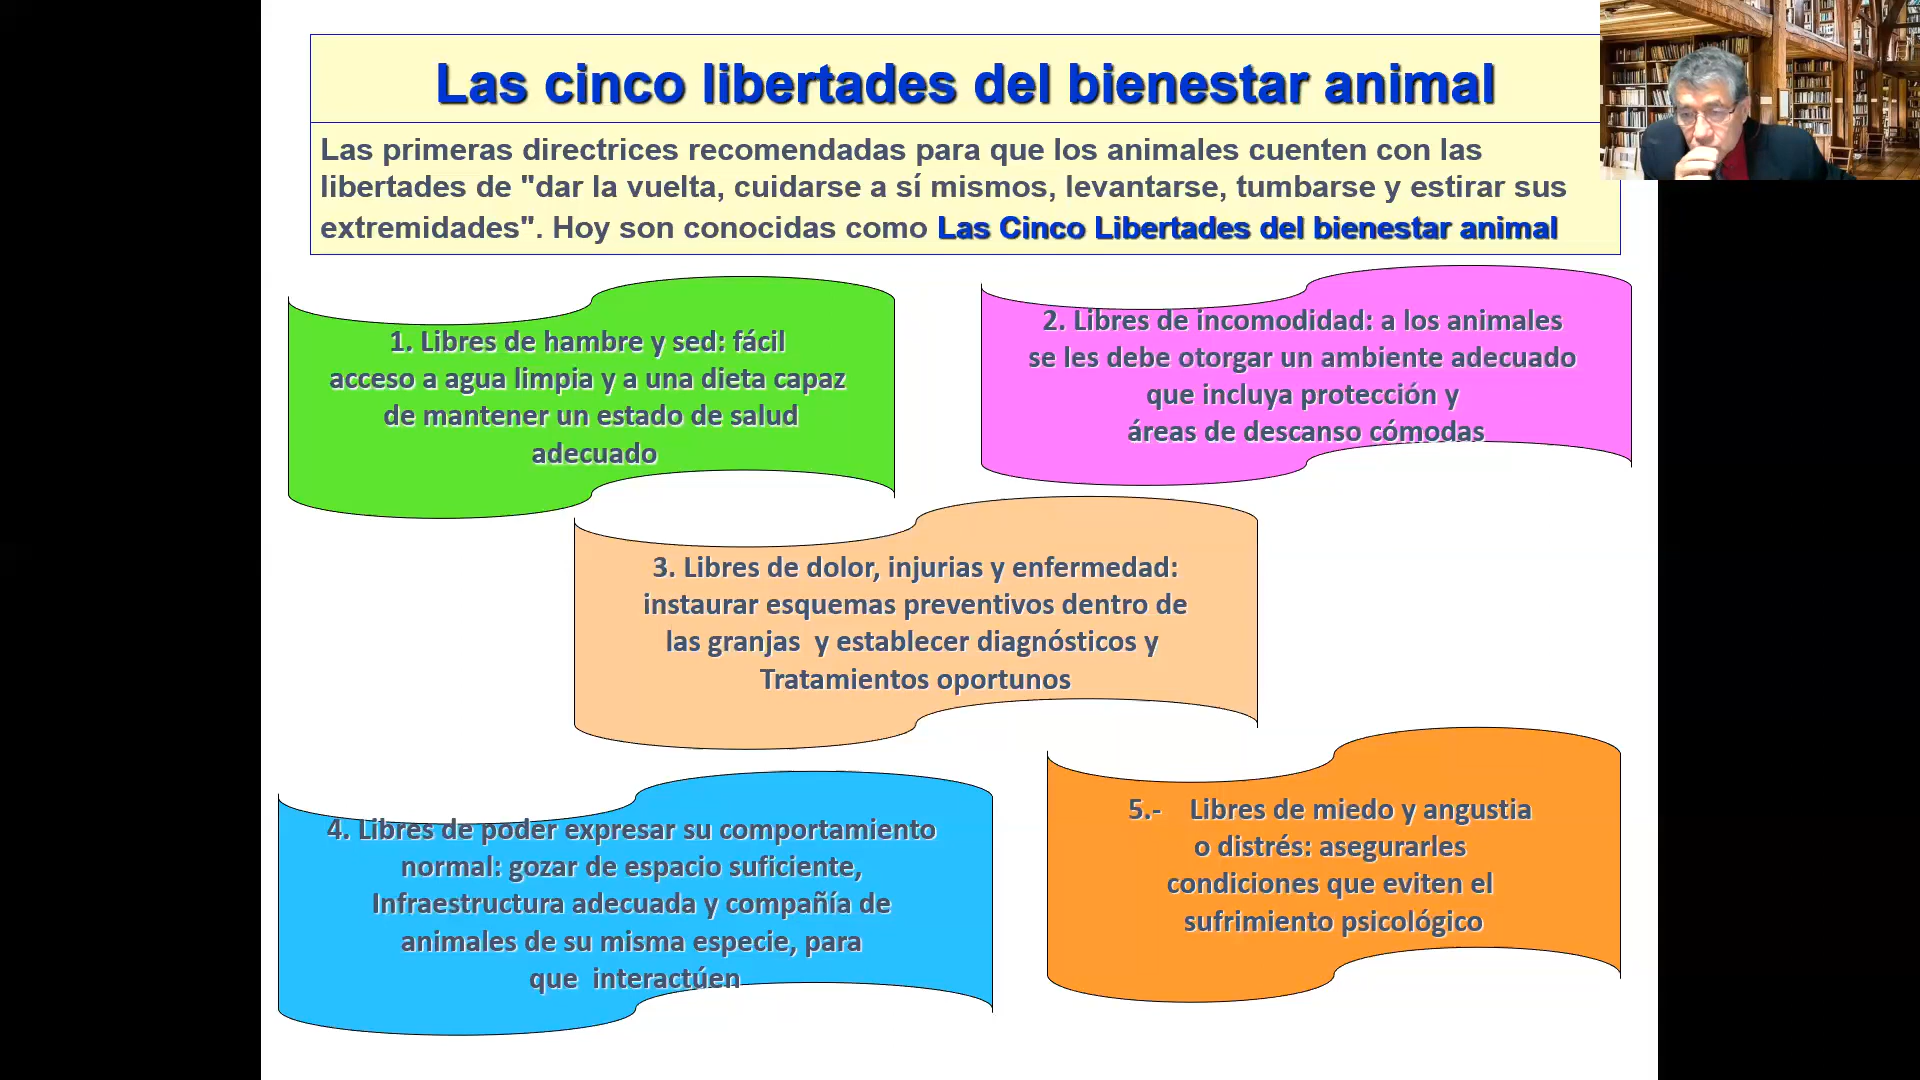 Las cinco libertades del bienestar animal
Las primeras directrices recomendadas para que los animales cuenten con las
libertades de "dar la vuelta, cuidarse a sí mismos, levantarse, tumbarse y estirar sus
extremidades". Hoy son conocidas como Las Cinco Libertades del bienestar animal
1. Libres de hambre y sed: fácil
acceso a agua limpia y a una dieta capaz
de mantener un estado de salud
adecuado
2. Libres de incomodidad: a los animales
se les debe otorgar un ambiente adecuado
que incluya protección y
áreas de descanso cómodas
3. Libres de dolor, injurias y enfermedad:
instaurar esquemas preventivos dentro de
las granjas y establecer diagnósticos y
Tratamientos oportunos
4. Libres de poder expresar su comportamiento
normal: gozar de espacio suficiente,
Infraestructura adecuada y compañía de
animales de su misma especie, para
que interactúen
5.- Libres de miedo y angustia
o distrés: asegurarles
condiciones que eviten el
sufrimiento psicológico